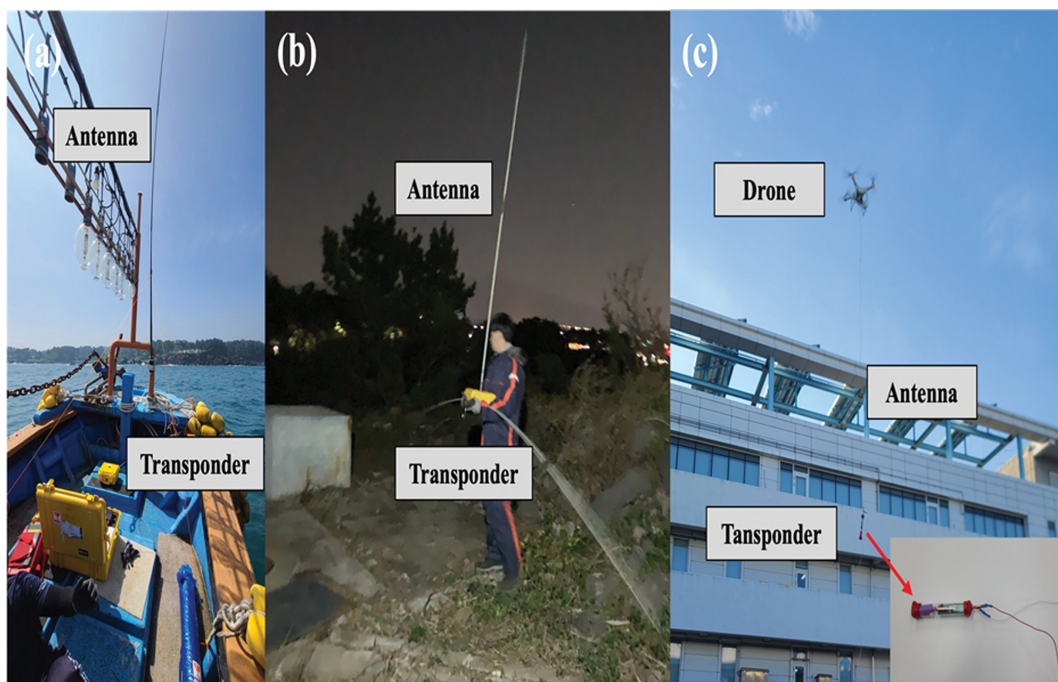 (a)
Antenna
Transponder
(b)
Antenna
Transponder
(c)
Drone
Antenna
Tansponder